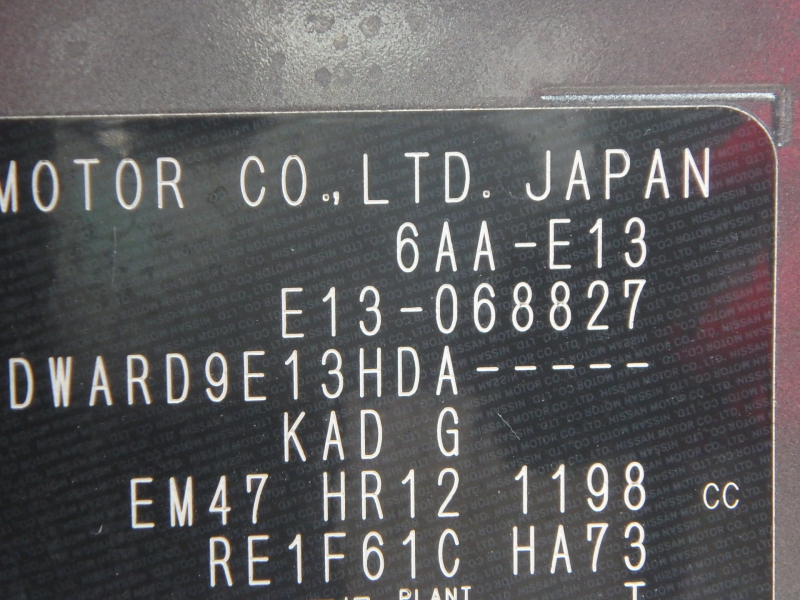 MOTOR CO.,LTD. JAPAN
6AA-E13
E13-068827
DWARD9E13HDA-----
KAD G
EM47 HR12 1198 CC
RE1F61C HA73
PLANT